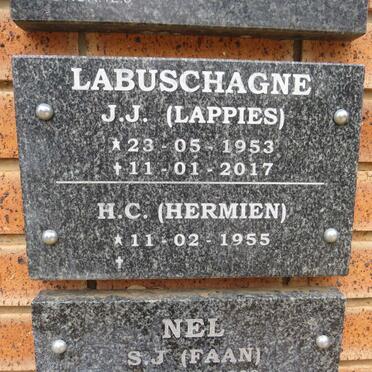 LABUSCHAGNE
J.J. (LAPPIES)
★ 23-05-1953
✝ 11-01-2017
H.C. (HERMIEN)
★ 11-02-1955
✝
NEL
S.J (FAAN)